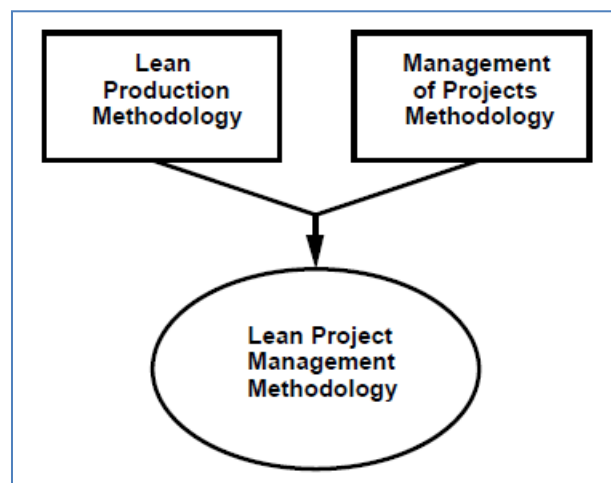 Lean
Production
Methodology
Management
of Projects
Methodology
Lean Project
Management
Methodology